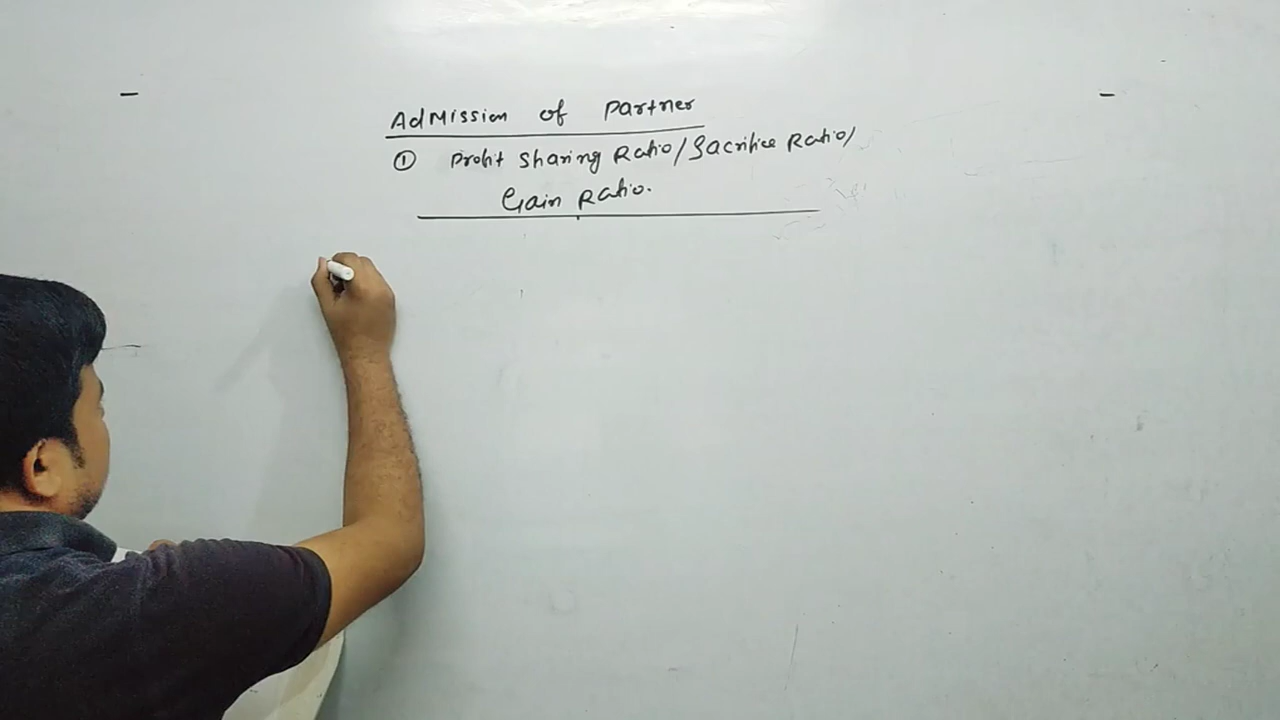 Admission of Partner
① Profit Sharing Ratio/Sacrifice Ratio/
Gain Ratio.